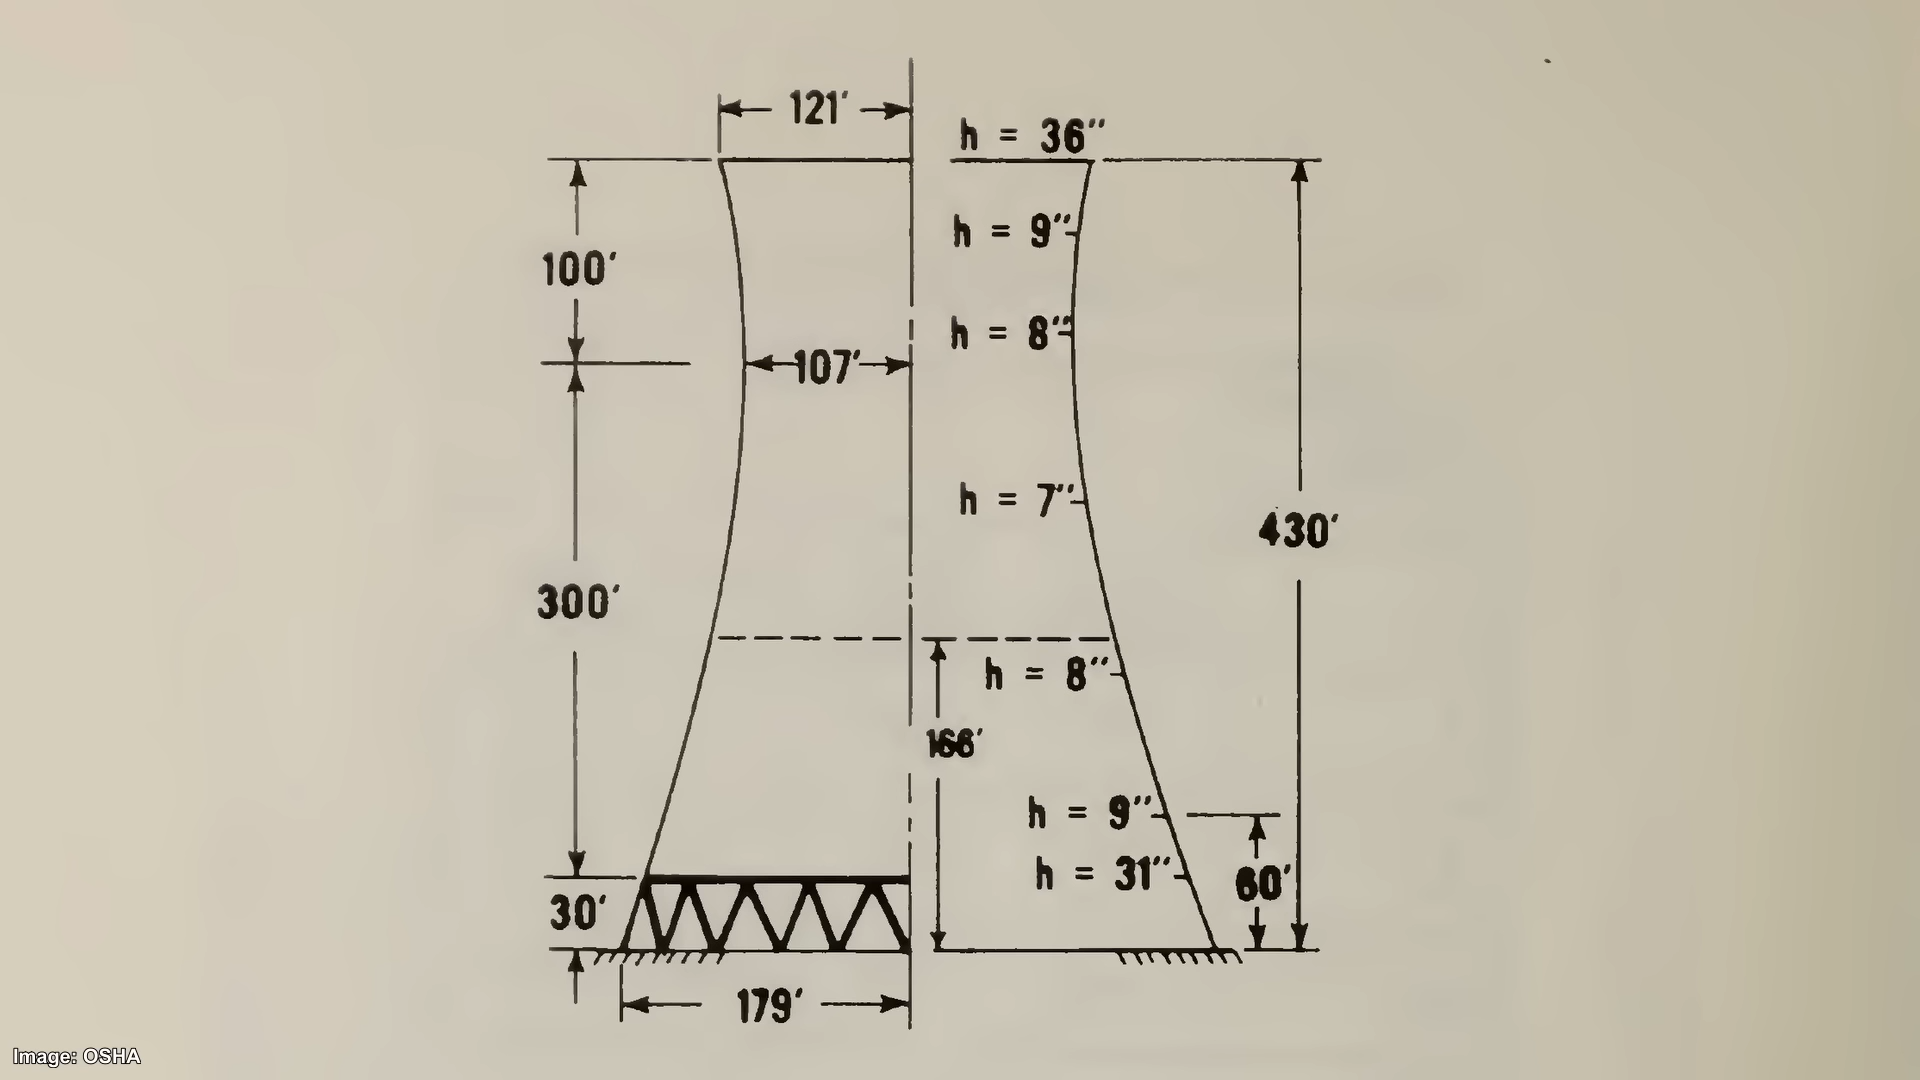 121'
h = 36"
h = 9"
100'
h = 8"
107'
h = 7"
430'
300'
h = 8"
166'
h = 9"
h = 31"
60'
30'
179'
Image: OSHA